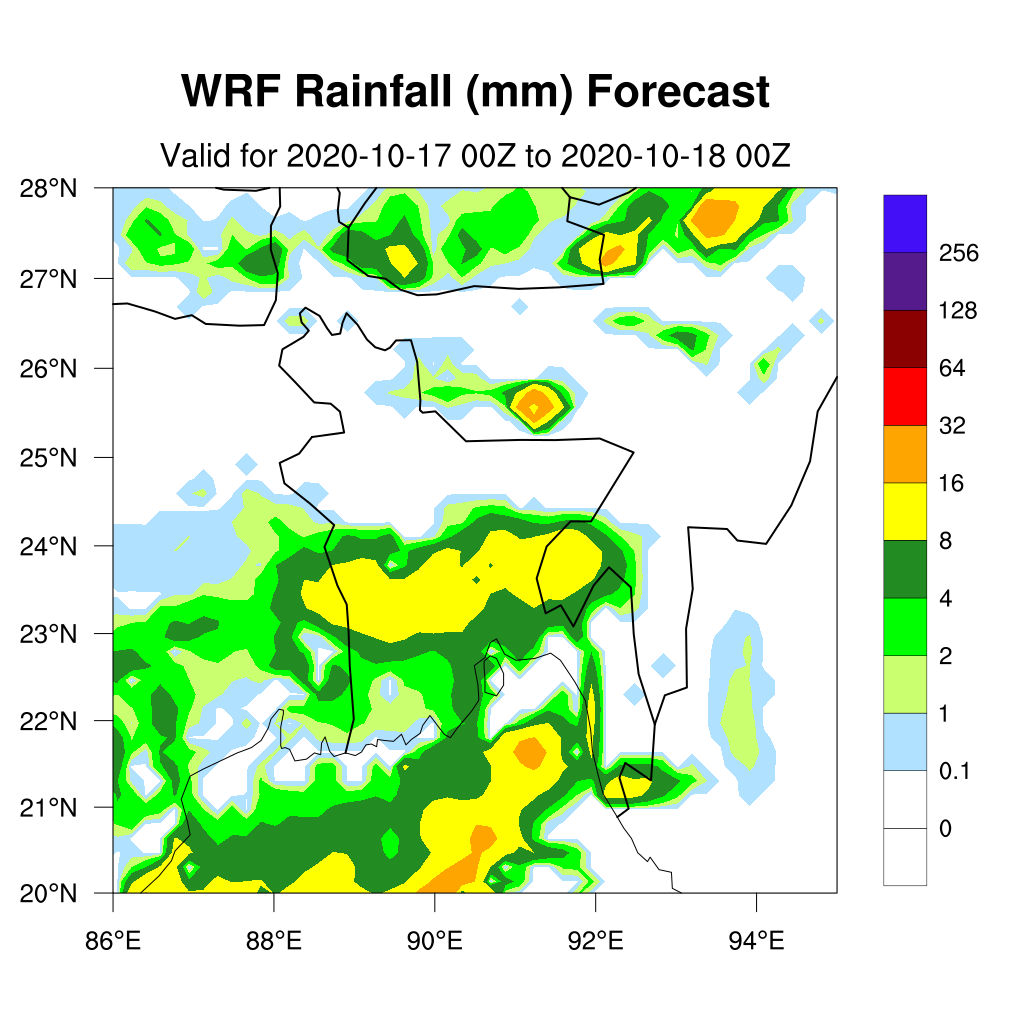 WRF Rainfall (mm) Forecast
Valid for 2020-10-17 00Z to 2020-10-18 00Z
28°N
27°N
26°N
25°N
24°N
23°N
22°N
21°N
20°N
86°E 88°E 90°E 92°E 94°E
256
128
64
32
16
8
4
2
1
0.1
0